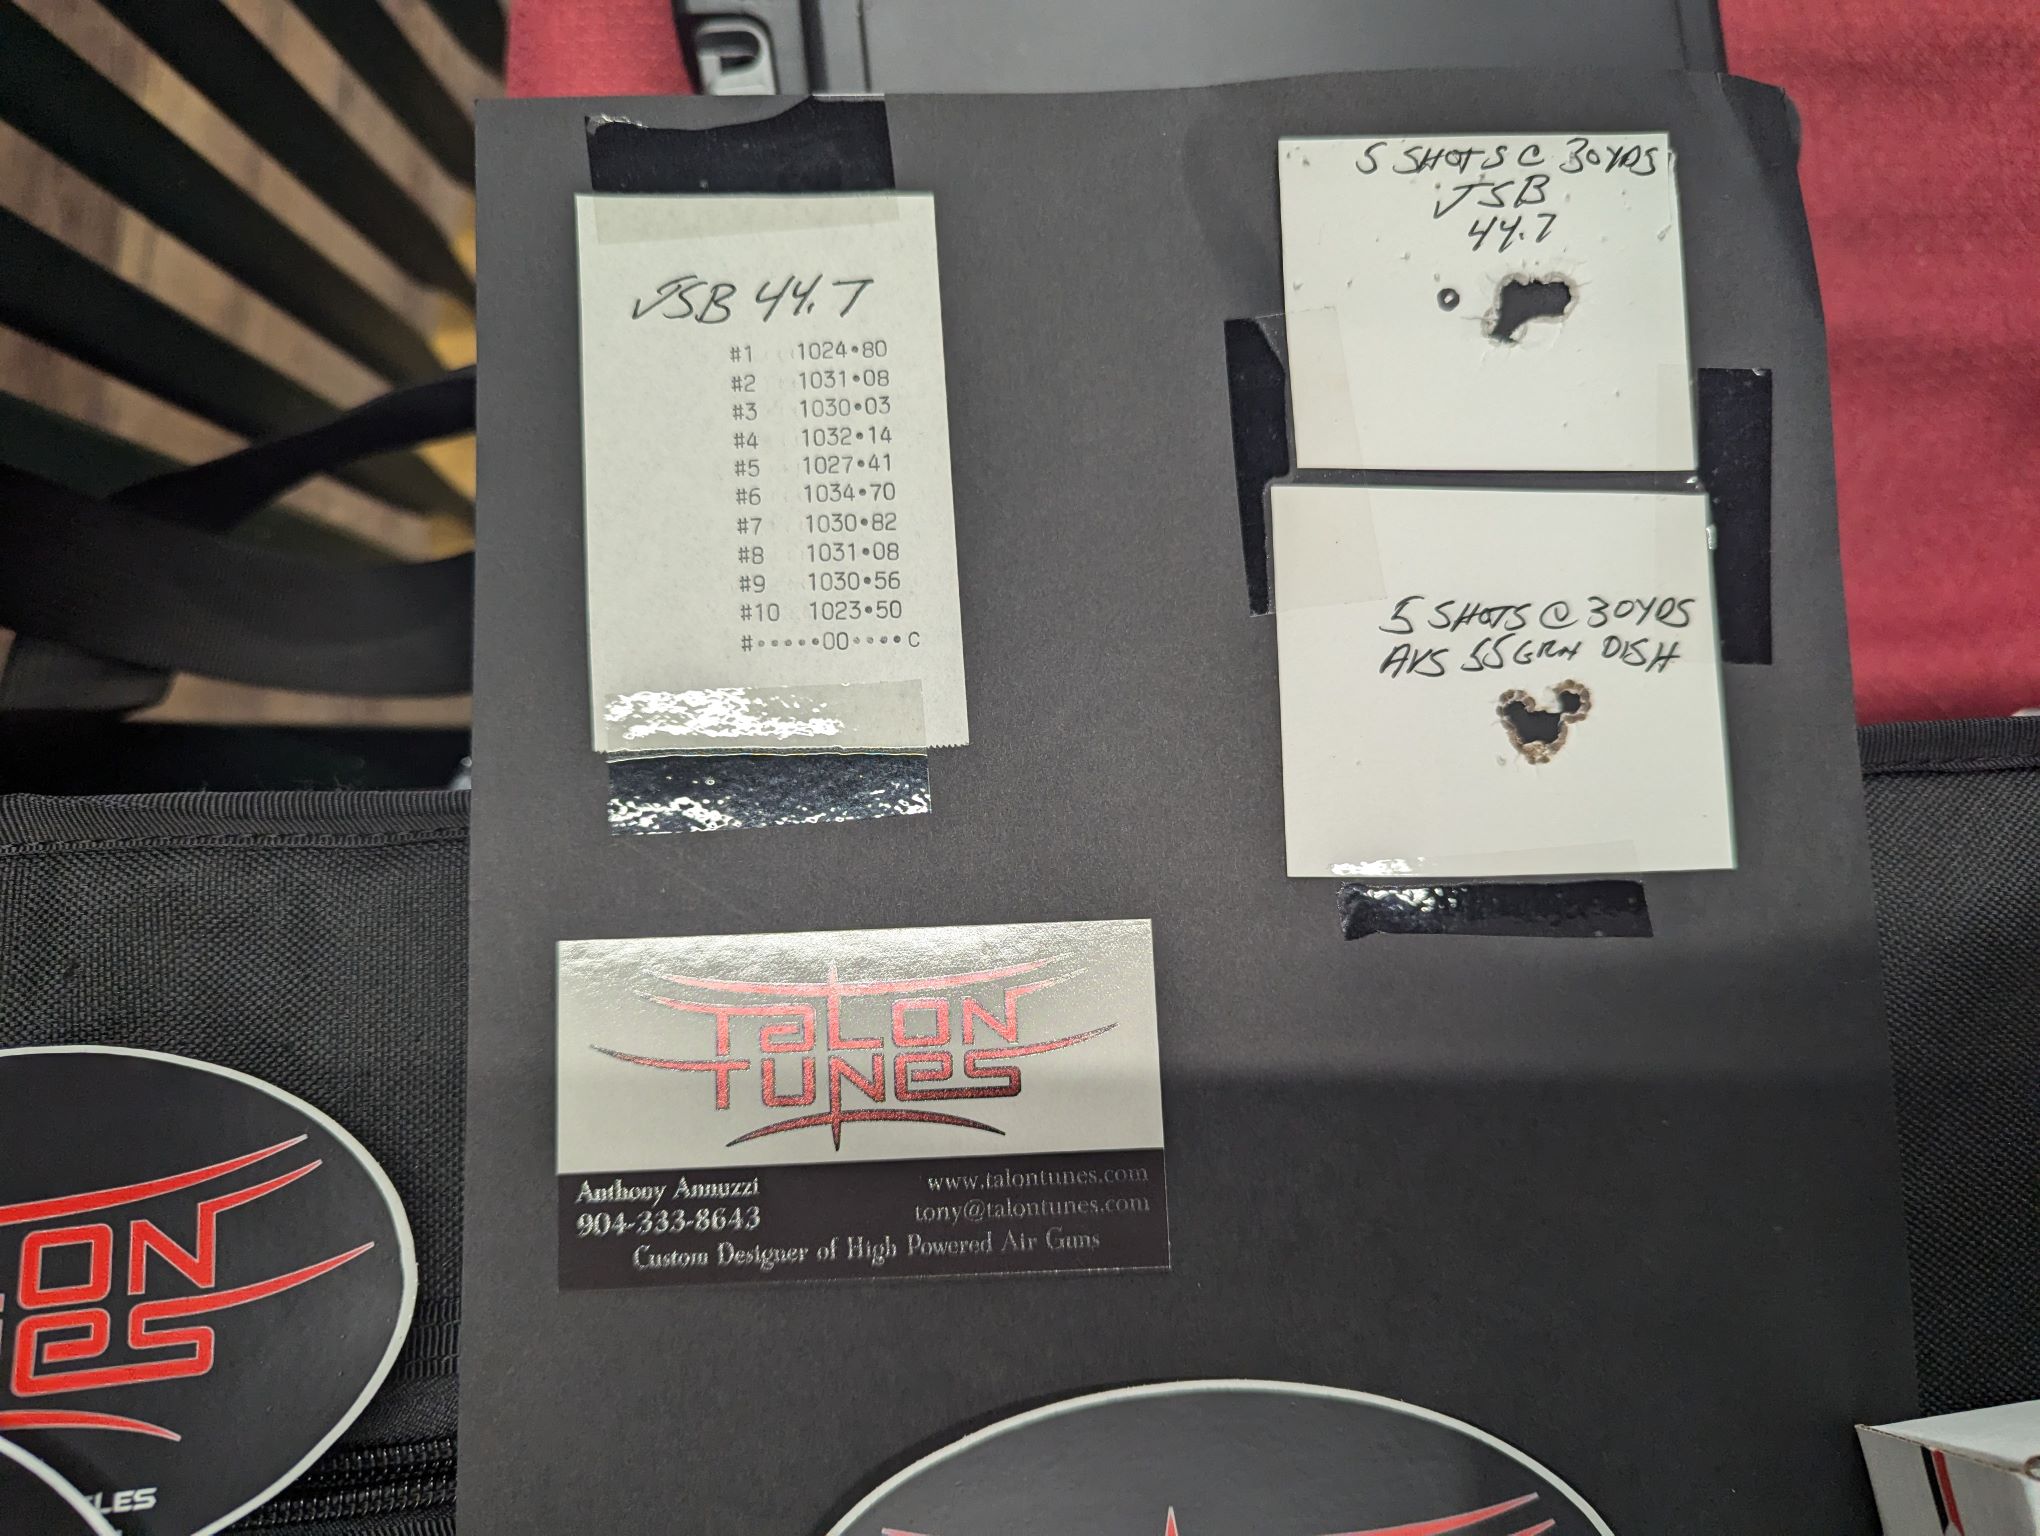 JSB 44.7
#1 1024•80
#2 1031•08
#3 1030•03
#4 1032•14
#5 1027•41
#6 1034•70
#7 1030•82
#8 1031•08
#9 1030•56
#10 1023•50
#•••••00••••C
5 SHOTS @ 30YDS
JSB
44.7
5 SHOTS @ 30YDS
55GRN DISH
TALON
TUNES
Anthony Annuzzi
904-333-8643
www.talontunes.com
tony@talontunes.com
Custom Designer of High Powered Air Guns